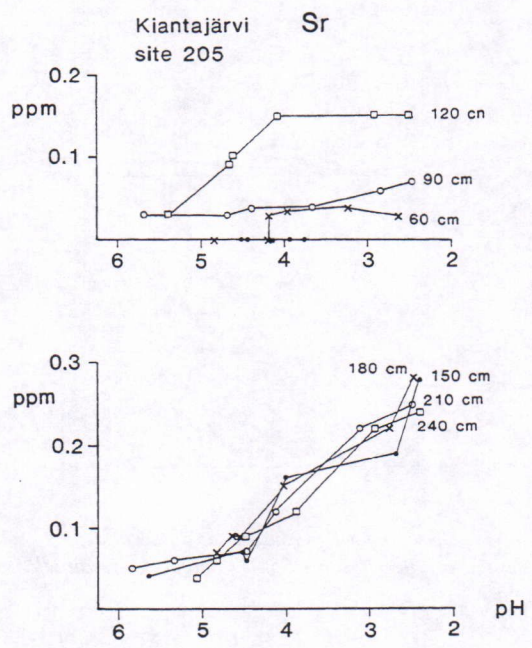 Kiantajärvi Sr
site 205
0.2
ppm
120 cn
0.1
90 cm
60 cm
6 5 4 3 2
0.3
ppm
180 cm 150 cm
210 cm
0.2
240 cm
0.1
6 5 4 3 2 pH